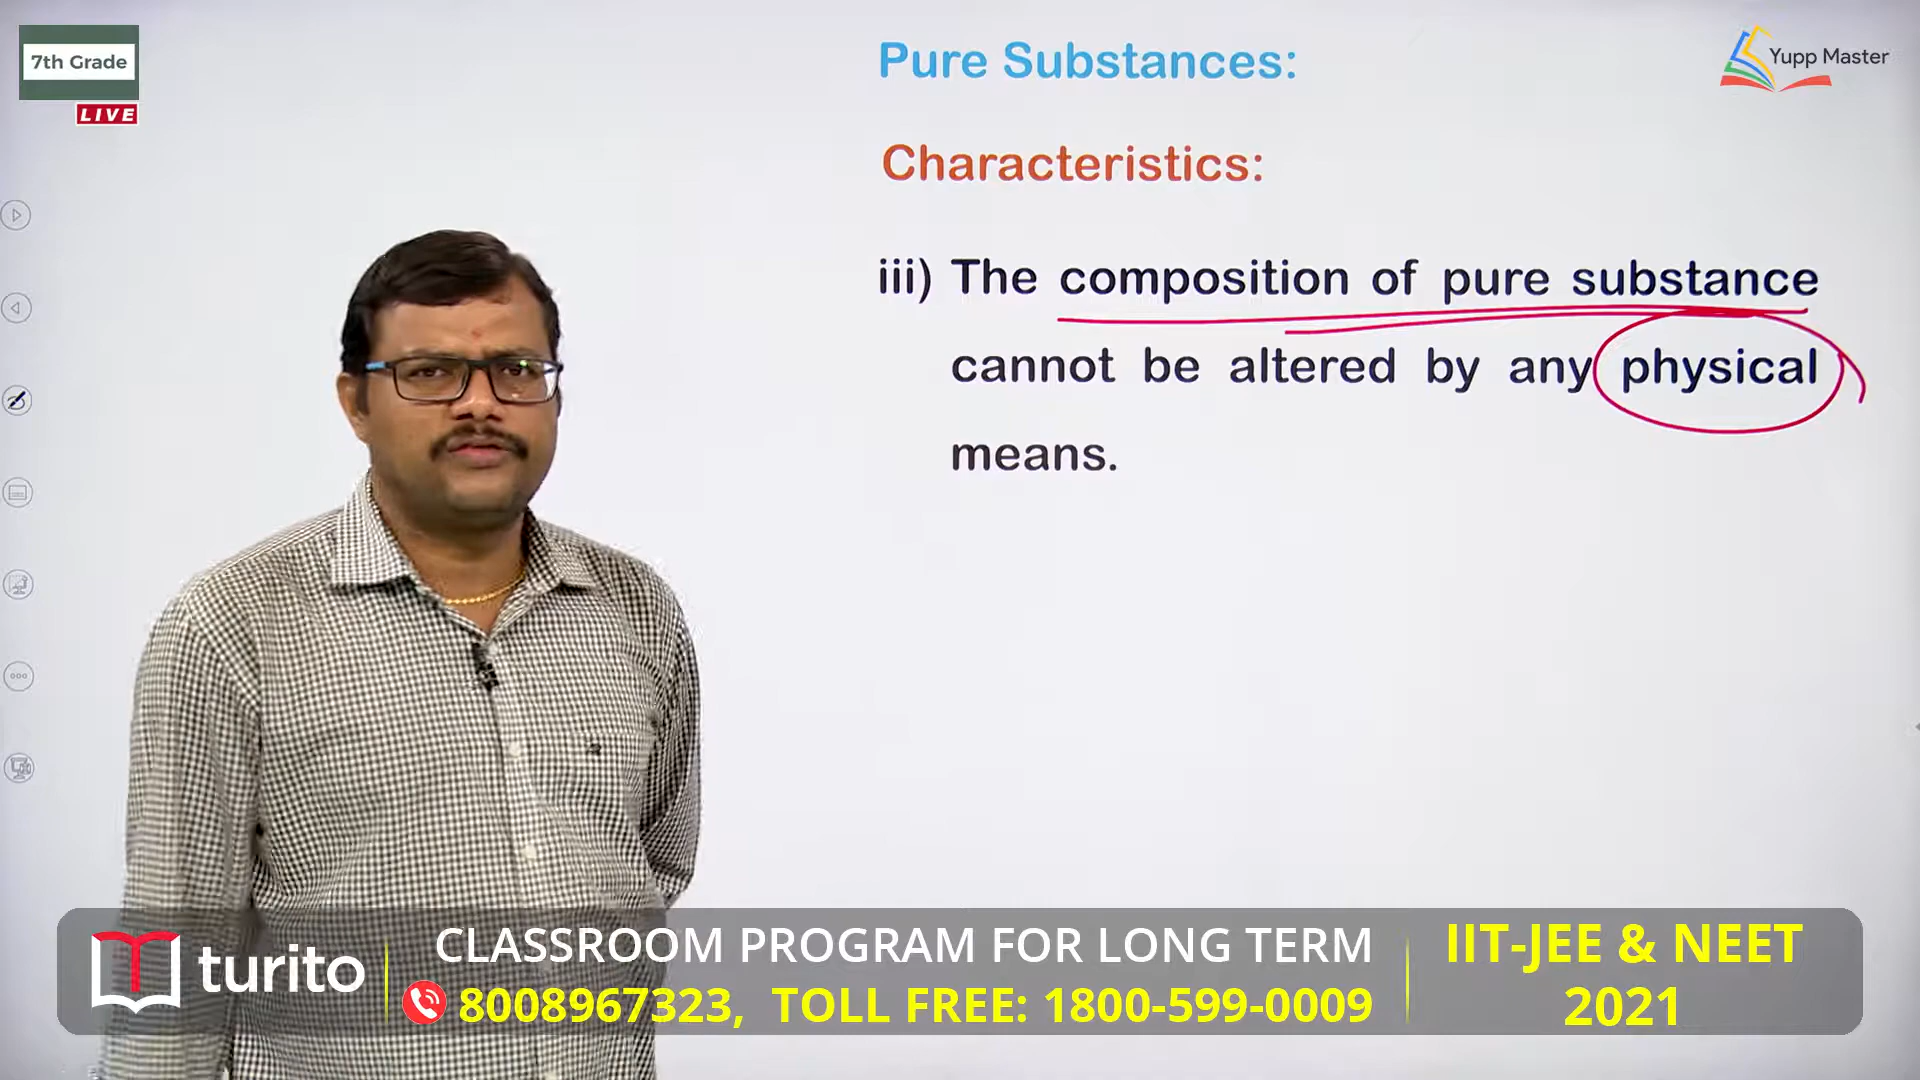 7th Grade
LIVE
Pure Substances:
Yupp Master
Characteristics:
iii) The composition of pure substance
cannot be altered by any physical
means.
turito
CLASSROOM PROGRAM FOR LONG TERM
8008967323, TOLL FREE: 1800-599-0009
IIT-JEE & NEET
2021